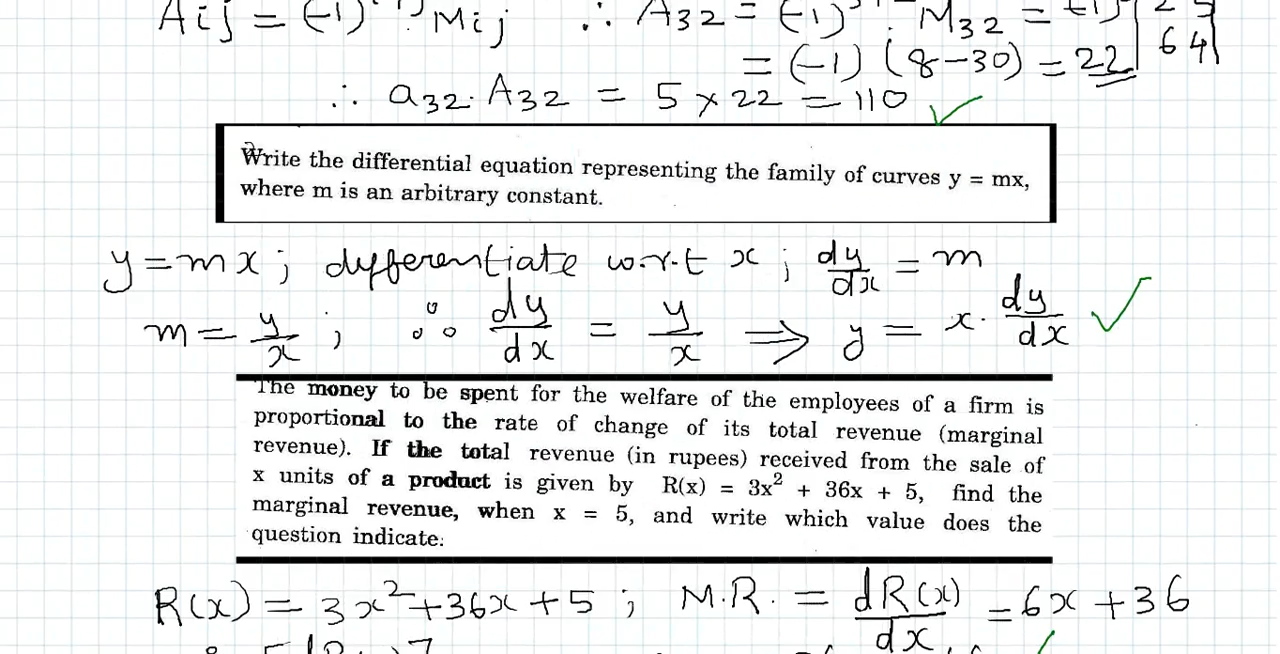 Aij = (-1) Mij ∴ A32 = (-1) . M32 =
= (-1) (8-30) = 22 | 6 4 |
∴ a32. A32 = 5 × 22 = 110 ✓
Write the differential equation representing the family of curves y = mx,
where m is an arbitrary constant.
y = mx ; differentiate w.r.t x ; dy/dx = m
m = y/x ; ∴ dy/dx = y/x ⟹ y = x. dy/dx ✓
The money to be spent for the welfare of the employees of a firm is
proportional to the rate of change of its total revenue (marginal
revenue). If the total revenue (in rupees) received from the sale of
x units of a product is given by R(x) = 3x² + 36x + 5, find the
marginal revenue, when x = 5, and write which value does the
question indicate.
R(x) = 3x² + 36x + 5 ; M.R. = dR(x)/dx = 6x + 36